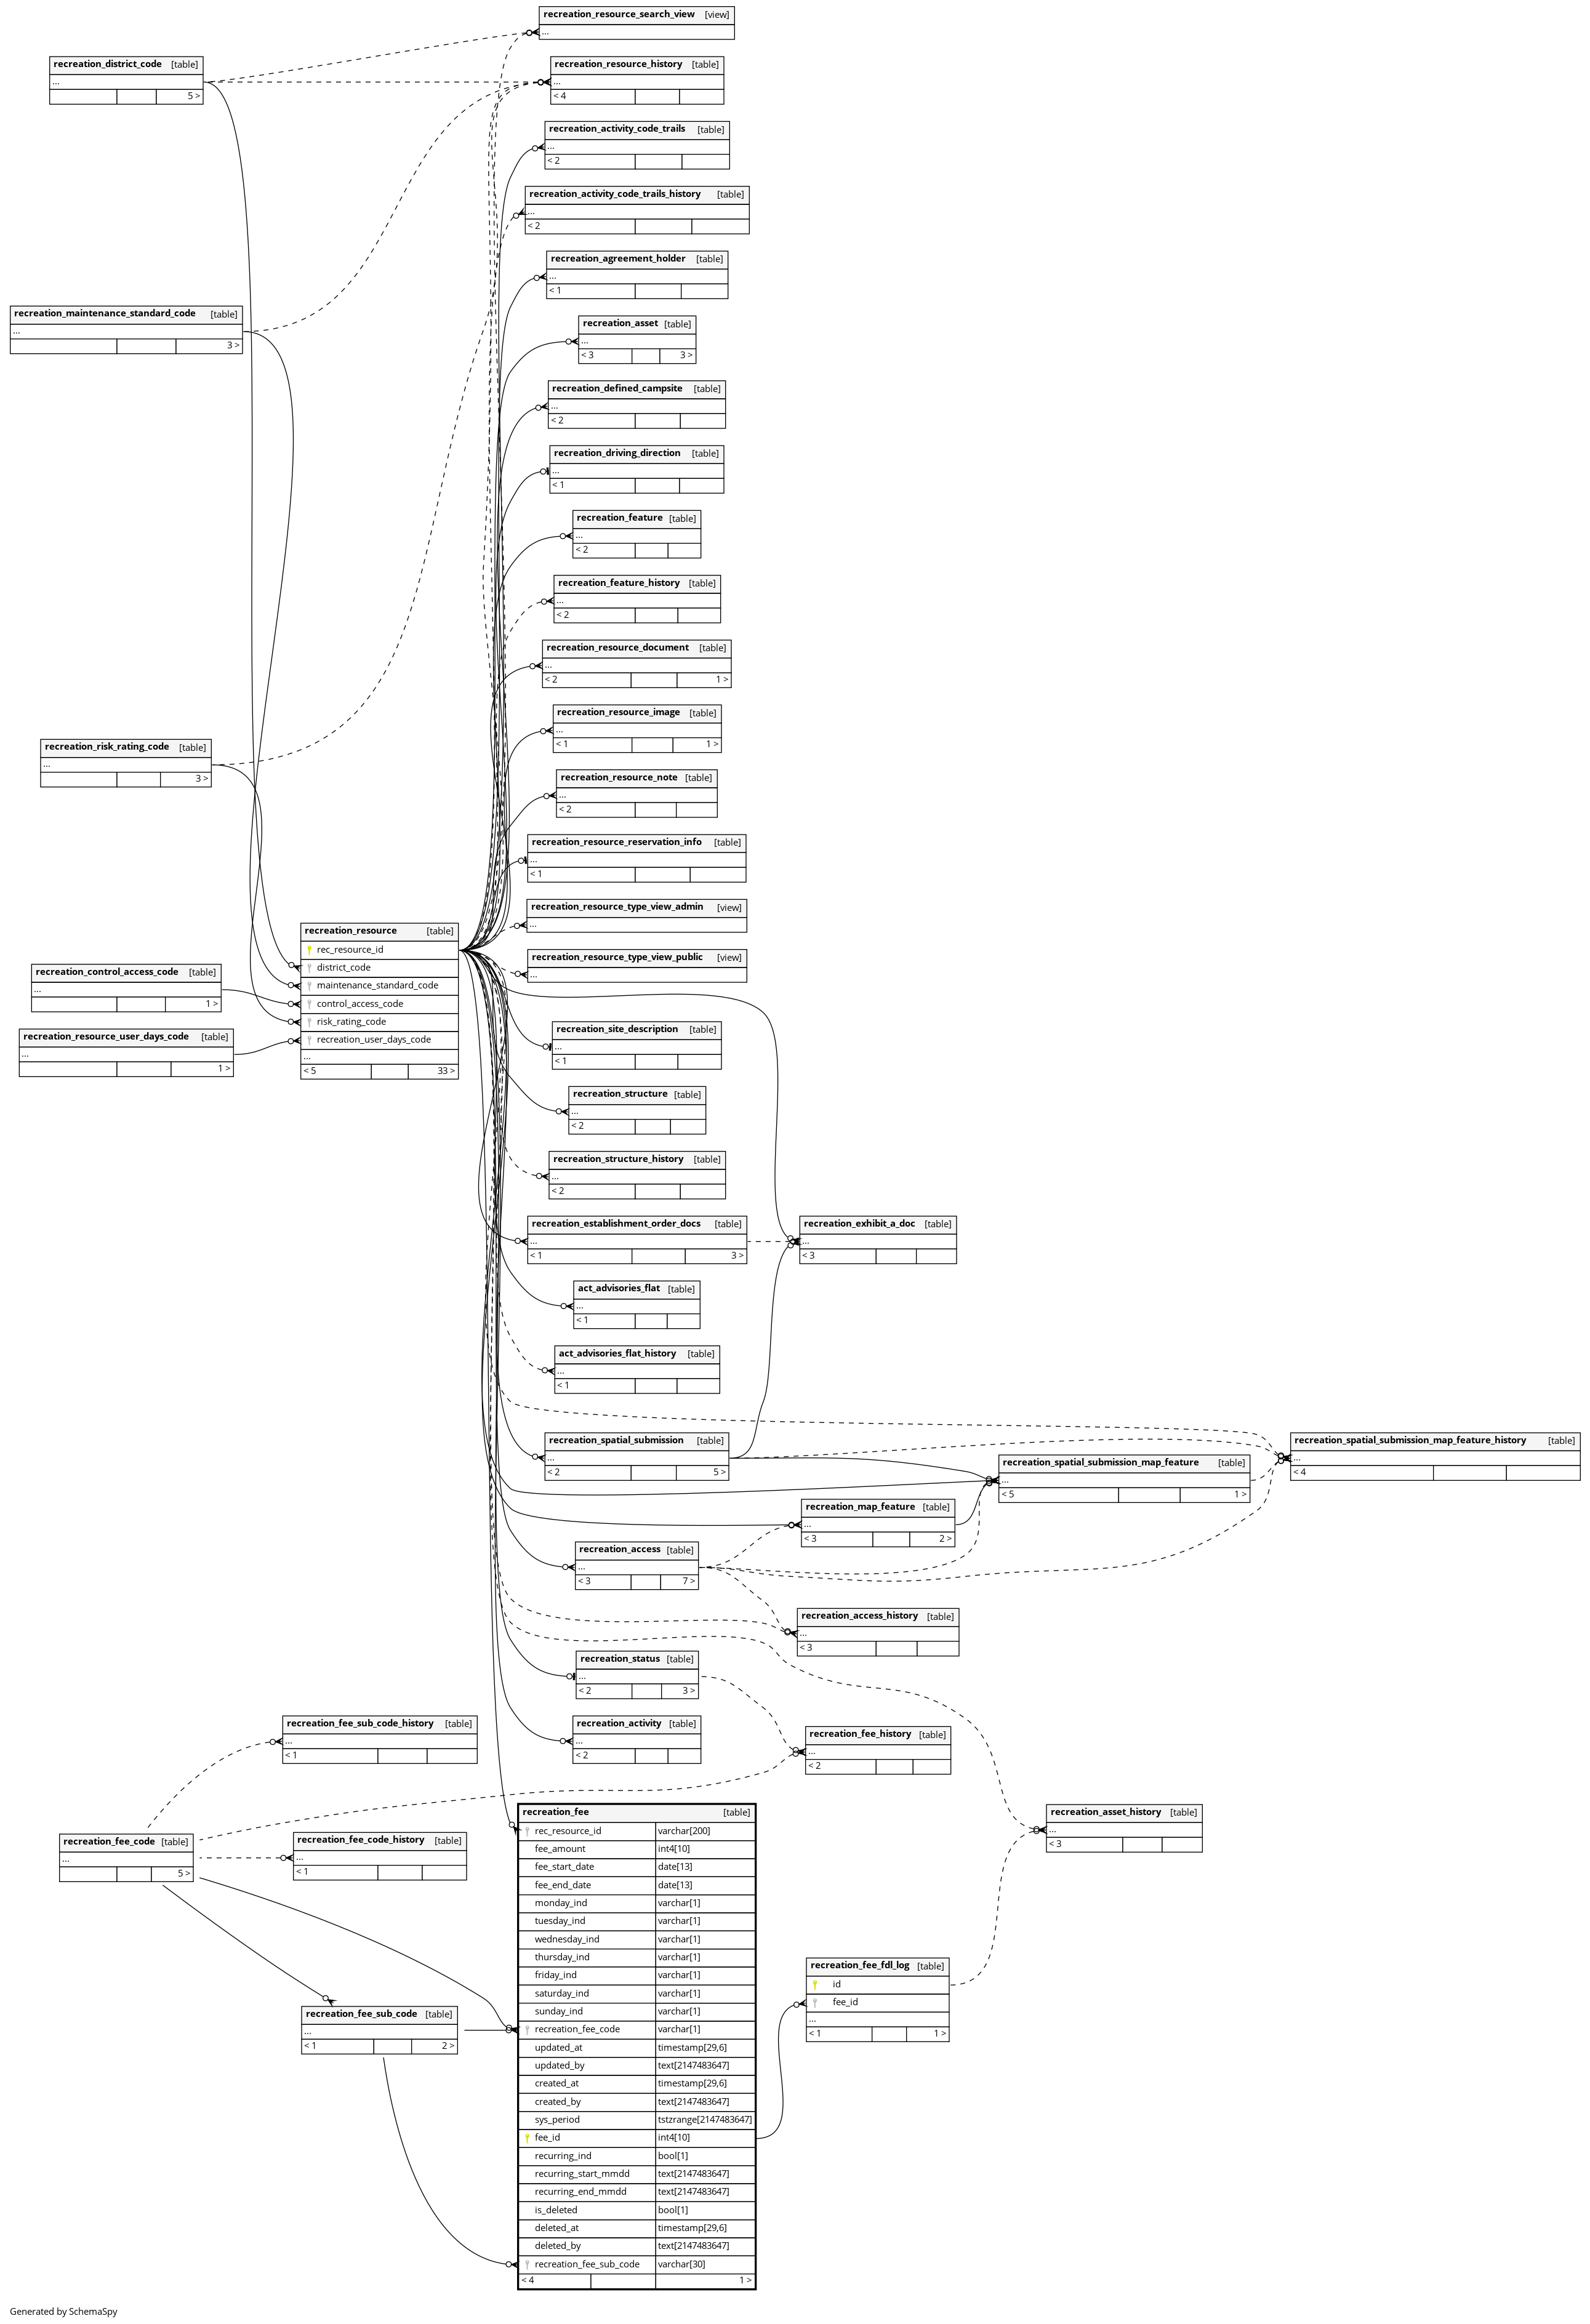 recreation_resource_search_view [view]
...
recreation_district_code [table]
...
5 >
recreation_resource_history [table]
...
< 4
recreation_activity_code_trails [table]
...
< 2
recreation_activity_code_trails_history [table]
...
< 2
recreation_agreement_holder [table]
...
< 1
recreation_maintenance_standard_code [table]
...
3 >
recreation_asset [table]
...
< 3 3 >
recreation_defined_campsite [table]
...
< 2
recreation_driving_direction [table]
...
< 1
recreation_feature [table]
...
< 2
recreation_feature_history [table]
...
< 2
recreation_resource_document [table]
...
< 2 1 >
recreation_resource_image [table]
...
< 1 1 >
recreation_risk_rating_code [table]
...
3 >
recreation_resource_note [table]
...
< 2
recreation_resource_reservation_info [table]
...
< 1
recreation_resource_type_view_admin [view]
...
recreation_resource [table]
rec_resource_id
district_code
maintenance_standard_code
control_access_code
risk_rating_code
recreation_user_days_code
...
< 5 33 >
recreation_resource_type_view_public [view]
...
recreation_control_access_code [table]
...
1 >
recreation_resource_user_days_code [table]
...
1 >
recreation_site_description [table]
...
< 1
recreation_structure [table]
...
< 2
recreation_structure_history [table]
...
< 2
recreation_establishment_order_docs [table]
...
< 1 3 >
recreation_exhibit_a_doc [table]
...
< 3
act_advisories_flat [table]
...
< 1
act_advisories_flat_history [table]
...
< 1
recreation_spatial_submission [table]
...
< 2 5 >
recreation_spatial_submission_map_feature_history [table]
...
< 4
recreation_spatial_submission_map_feature [table]
...
< 5 1 >
recreation_map_feature [table]
...
< 3 2 >
recreation_access [table]
...
< 3 7 >
recreation_access_history [table]
...
< 3
recreation_status [table]
...
< 2 3 >
recreation_fee_sub_code_history [table]
...
< 1
recreation_activity [table]
...
< 2
recreation_fee_history [table]
...
< 2
recreation_fee_code [table]
...
5 >
recreation_fee_code_history [table]
...
< 1
recreation_asset_history [table]
...
< 3
recreation_fee [table]
rec_resource_id varchar[200]
fee_amount int4[10]
fee_start_date date[13]
fee_end_date date[13]
monday_ind varchar[1]
tuesday_ind varchar[1]
wednesday_ind varchar[1]
thursday_ind varchar[1]
friday_ind varchar[1]
saturday_ind varchar[1]
sunday_ind varchar[1]
recreation_fee_code varchar[1]
updated_at timestamp[29,6]
updated_by text[2147483647]
created_at timestamp[29,6]
created_by text[2147483647]
sys_period tstzrange[2147483647]
fee_id int4[10]
recurring_ind bool[1]
recurring_start_mmdd text[2147483647]
recurring_end_mmdd text[2147483647]
is_deleted bool[1]
deleted_at timestamp[29,6]
deleted_by text[2147483647]
recreation_fee_sub_code varchar[30]
< 4 1 >
recreation_fee_fdl_log [table]
id
fee_id
...
< 1 1 >
recreation_fee_sub_code [table]
...
< 1 2 >
Generated by SchemaSpy